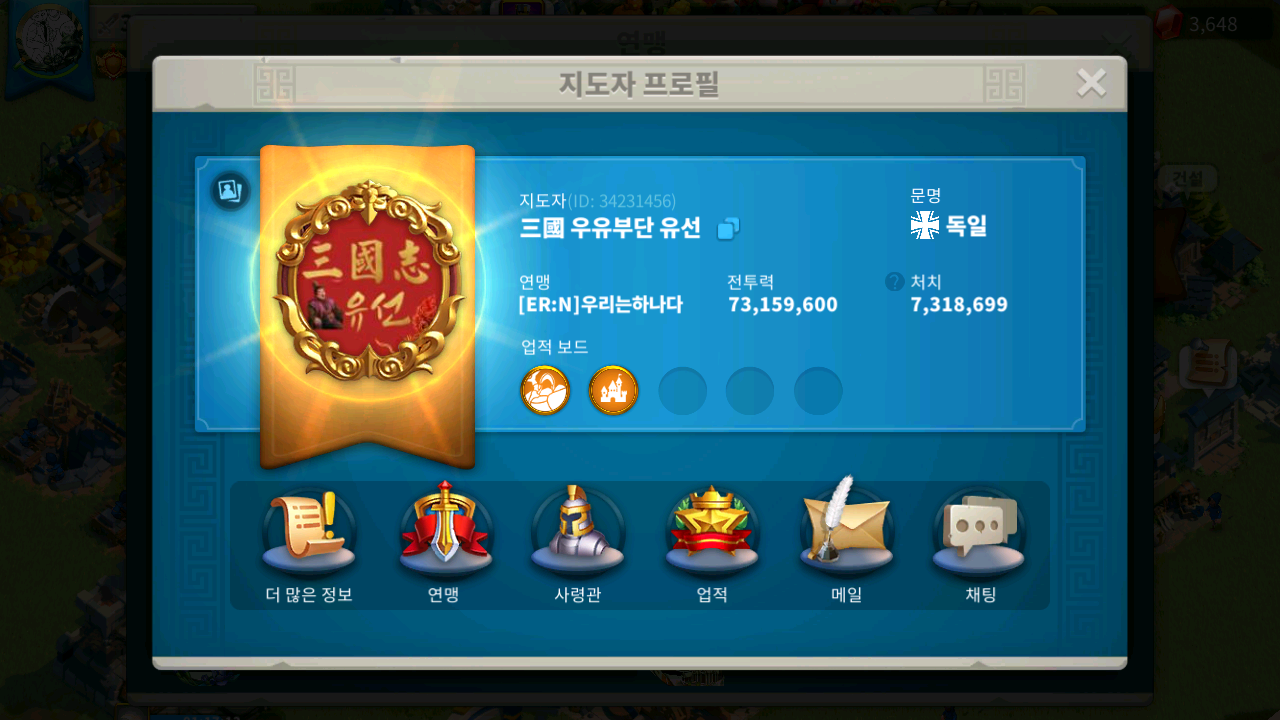 3,648
연맹
지도자 프로필
건설
三國志
유선
지도자(ID: 34231456)
三國 우유부단 유선
문명
독일
연맹
[ER:N]우리는하나다
전투력
73,159,600
? 처치
7,318,699
업적 보드
더 많은 정보
연맹
사령관
업적
메일
채팅